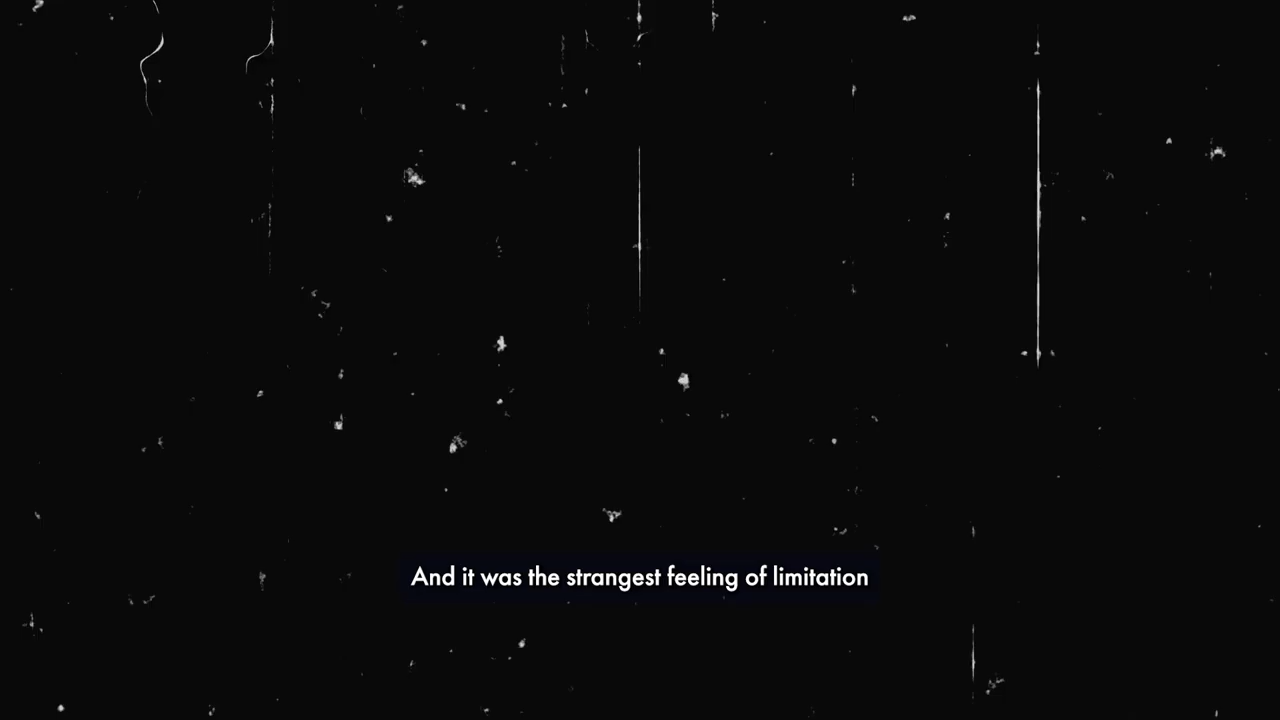 And it was the strangest feeling of limitation